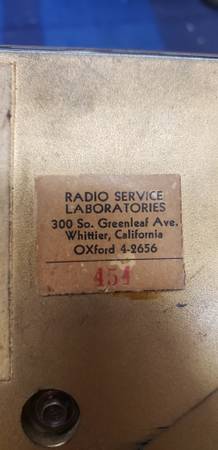 RADIO SERVICE
LABORATORIES
300 So. Greenleaf Ave.
Whittier, California
OXford 4-2656
454